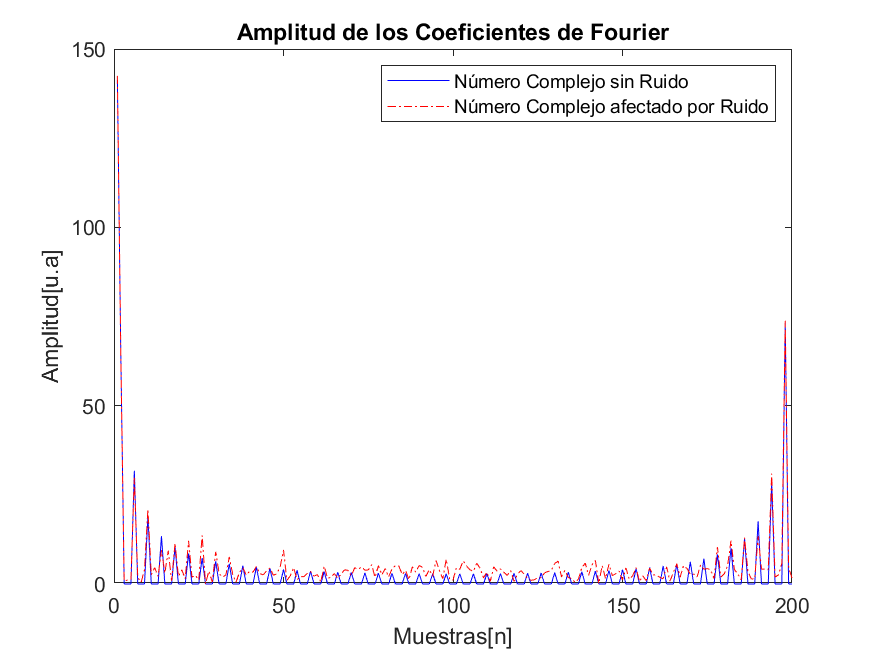 Amplitud de los Coeficientes de Fourier
150
Número Complejo sin Ruido
Número Complejo afectado por Ruido
100
Amplitud[u.a]
50
0
0 50 100 150 200
Muestras[n]